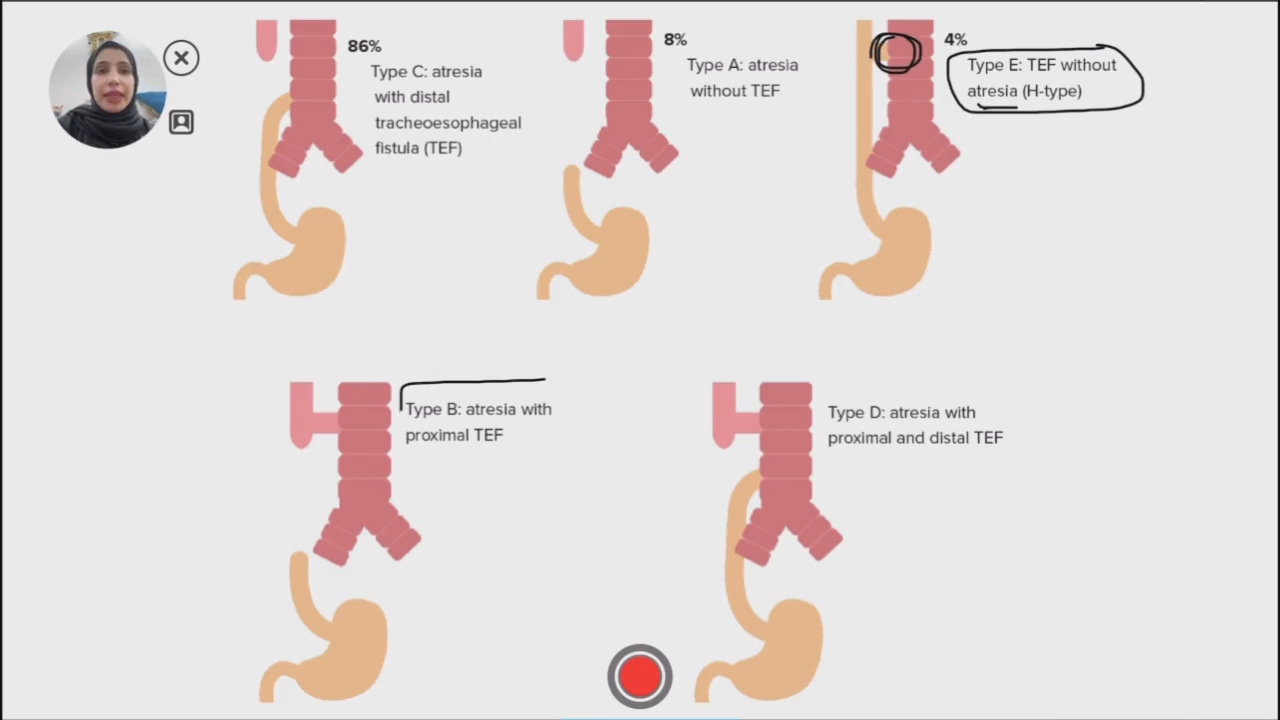 86%
Type C: atresia
with distal
tracheoesophageal
fistula (TEF)
8%
Type A: atresia
without TEF
4%
Type E: TEF without
atresia (H-type)
Type B: atresia with
proximal TEF
Type D: atresia with
proximal and distal TEF